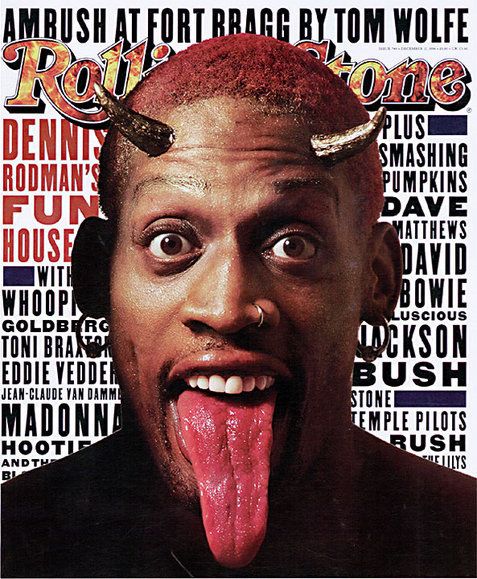 AMBUSH AT FORT BRAGG BY TOM WOLFE
Rolling Stone
DENNIS
RODMAN'S
FUN
HOUSE
WITH
WHOOPI
GOLDBERG
TONI BRAXTON
EDDIE VEDDER
JEAN-CLAUDE VAN DAMME
MADONNA
HOOTIE
AND THE
PLUS
SMASHING
PUMPKINS
DAVE
MATTHEWS
DAVID
BOWIE
LUSCIOUS
JACKSON
BUSH
STONE
TEMPLE PILOTS
RUSH
THE LILYS